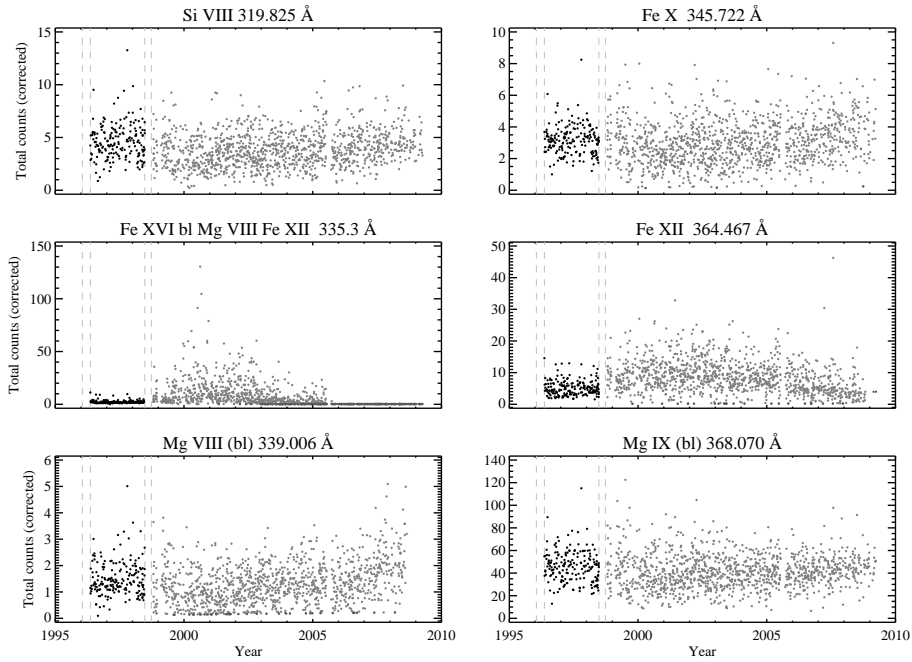 Si VIII 319.825 Å
Fe X 345.722 Å
Total counts (corrected)
15
10
5
0
10
8
6
4
2
0
Fe XVI bl Mg VIII Fe XII 335.3 Å
Fe XII 364.467 Å
Total counts (corrected)
150
100
50
0
50
40
30
20
10
0
Mg VIII (bl) 339.006 Å
Mg IX (bl) 368.070 Å
Total counts (corrected)
6
5
4
3
2
1
0
140
120
100
80
60
40
20
0
1995 2000 2005 2010
1995 2000 2005 2010
Year
Year